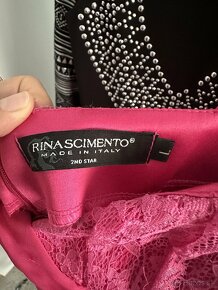 RINASCIMENTO®
MADE IN ITALY
2ND STAR
L